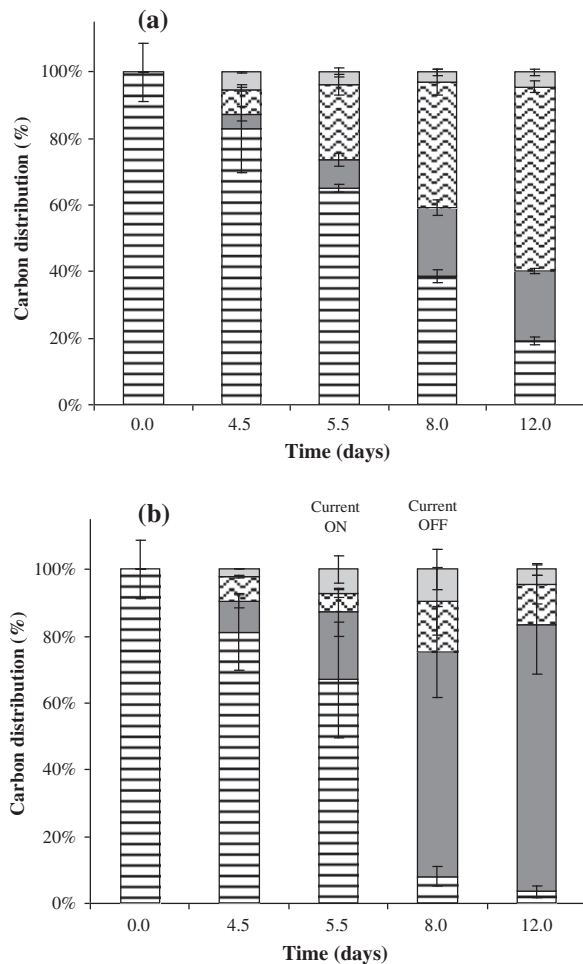 (a)
100%
80%
60%
40%
20%
0%
Carbon distribution (%)
0.0 4.5 5.5 8.0 12.0
Time (days)
(b)
Current
ON
Current
OFF
100%
80%
60%
40%
20%
0%
Carbon distribution (%)
0.0 4.5 5.5 8.0 12.0
Time (days)